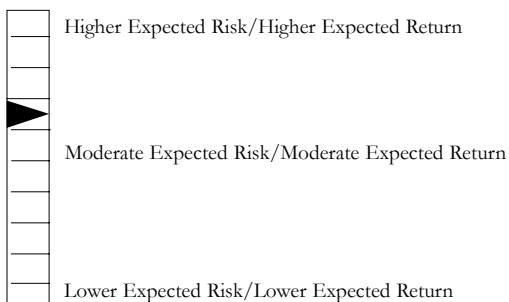 Higher Expected Risk/Higher Expected Return
Moderate Expected Risk/Moderate Expected Return
Lower Expected Risk/Lower Expected Return